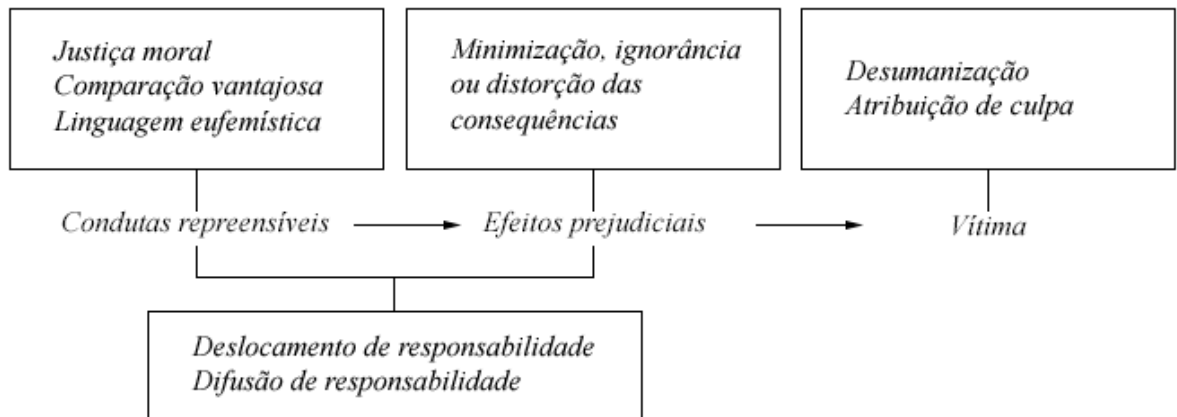 Justiça moral
Comparação vantajosa
Linguagem eufemística
Minimização, ignorância
ou distorção das
consequências
Desumanização
Atribuição de culpa
Condutas repreensíveis
Efeitos prejudiciais
Vítima
Deslocamento de responsabilidade
Difusão de responsabilidade